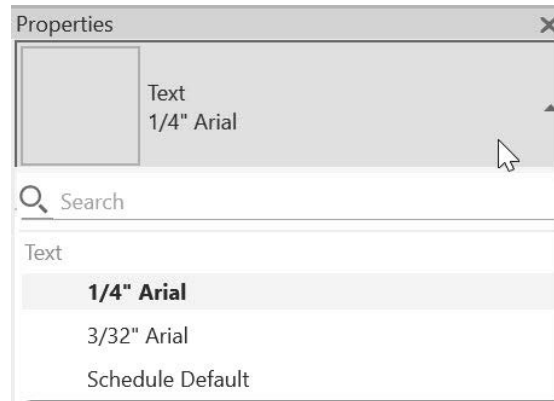 Properties
Text
1/4" Arial
Search
Text
1/4" Arial
3/32" Arial
Schedule Default